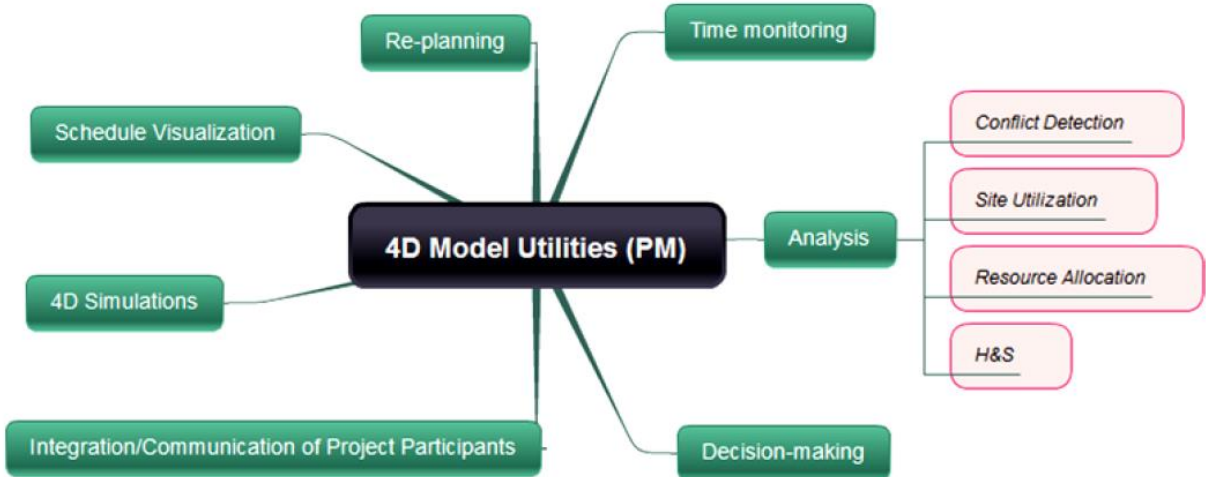 Re-planning
Time monitoring
Schedule Visualization
Conflict Detection
Site Utilization
4D Model Utilities (PM)
Analysis
4D Simulations
Resource Allocation
H&S
Integration/Communication of Project Participants
Decision-making